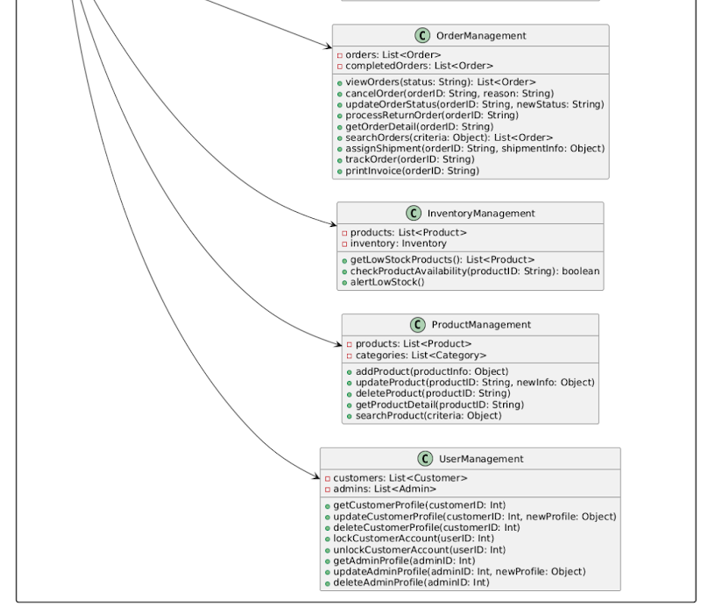 C OrderManagement
orders: List<Order>
completedOrders: List<Order>
viewOrders(status: String): List<Order>
cancelOrder(orderID: String, reason: String)
updateOrderStatus(orderID: String, newStatus: String)
processReturnOrder(orderID: String)
getOrderDetail(orderID: String)
searchOrders(criteria: Object): List<Order>
assignShipment(orderID: String, shipmentInfo: Object)
trackOrder(orderID: String)
printInvoice(orderID: String)
C InventoryManagement
products: List<Product>
inventory: Inventory
getLowStockProducts(): List<Product>
checkProductAvailability(productID: String): boolean
alertLowStock()
C ProductManagement
products: List<Product>
categories: List<Category>
addProduct(productInfo: Object)
updateProduct(productID: String, newInfo: Object)
deleteProduct(productID: String)
getProductDetail(productID: String)
searchProduct(criteria: Object)
C UserManagement
customers: List<Customer>
admins: List<Admin>
getCustomerProfile(customerID: Int)
updateCustomerProfile(customerID: Int, newProfile: Object)
deleteCustomerProfile(customerID: Int)
lockCustomerAccount(userID: Int)
unlockCustomerAccount(userID: Int)
getAdminProfile(adminID: Int)
updateAdminProfile(adminID: Int, newProfile: Object)
deleteAdminProfile(adminID: Int)